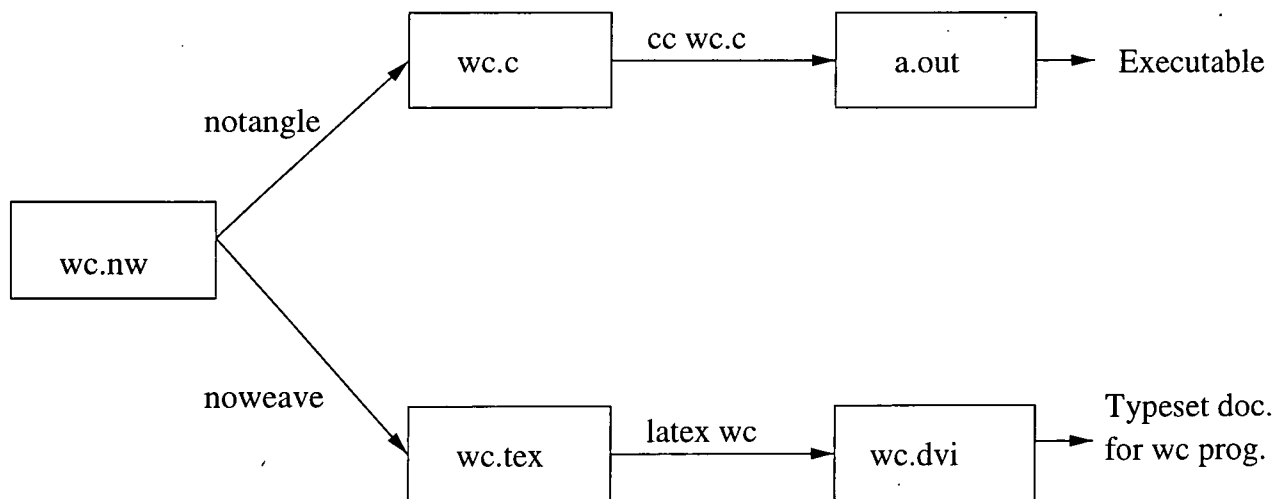 cc wc.c
wc.c
a.out
Executable
notangle
wc.nw
noweave
latex wc
wc.tex
wc.dvi
Typeset doc.
for wc prog.